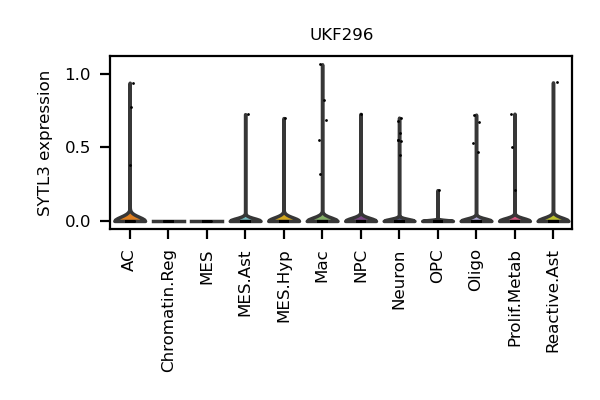 UKF296
SYTL3 expression
1.0
0.5
0.0
AC
Chromatin.Reg
MES
MES.Ast
MES.Hyp
Mac
NPC
Neuron
OPC
Oligo
Prolif.Metab
Reactive.Ast